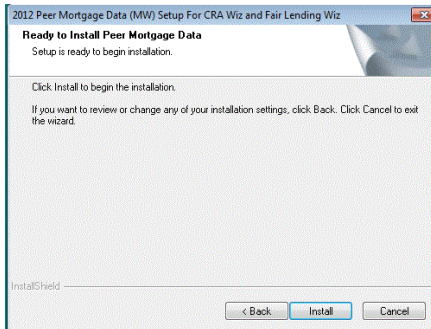 2012 Peer Mortgage Data (MW) Setup For CRA Wiz and Fair Lending Wiz
Ready to Install Peer Mortgage Data
Setup is ready to begin installation.
Click Install to begin the installation.
If you want to review or change any of your installation settings, click Back. Click Cancel to exit
the wizard.
InstallShield
< Back Install Cancel